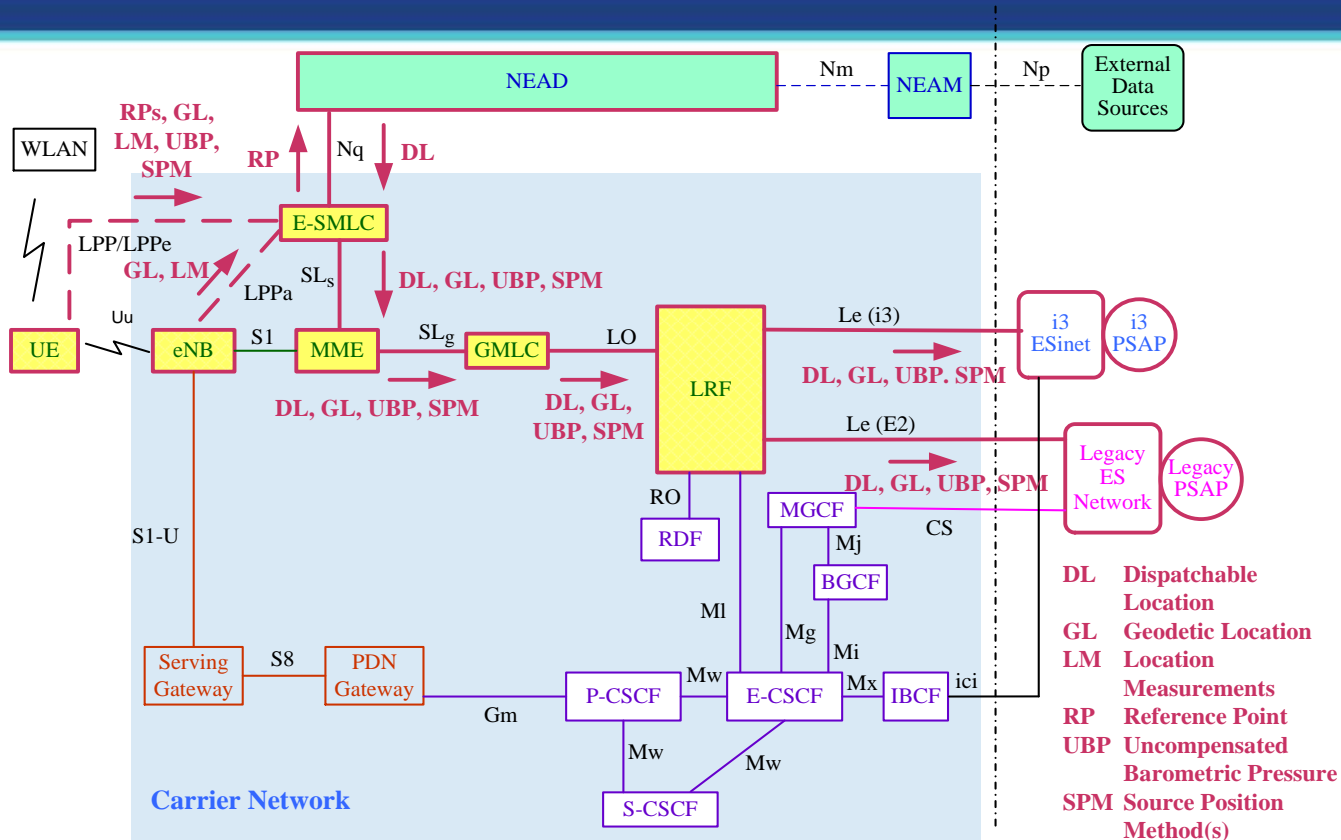 NEAD
Nm
NEAM
Np
External
Data
Sources
WLAN
RPs, GL,
LM, UBP,
SPM
RP
Nq
DL
E-SMLC
LPP/LPPe
GL, LM
LPPa
SLs
DL, GL, UBP, SPM
Uu
UE
eNB
S1
MME
SLg
GMLC
LO
LRF
Le (i3)
i3
ESinet
i3
PSAP
DL, GL, UBP, SPM
DL, GL,
UBP, SPM
DL, GL, UBP. SPM
Le (E2)
DL, GL, UBP, SPM
Legacy
ES
Network
Legacy
PSAP
RO
RDF
MGCF
CS
Mj
BGCF
S1-U
Ml
Mg
Mi
Serving
Gateway
S8
PDN
Gateway
Gm
P-CSCF
Mw
E-CSCF
Mx
IBCF
ici
Mw
Mw
S-CSCF
Carrier Network
DL Dispatchable
Location
GL Geodetic Location
LM Location
Measurements
RP Reference Point
UBP Uncompensated
Barometric Pressure
SPM Source Position
Method(s)